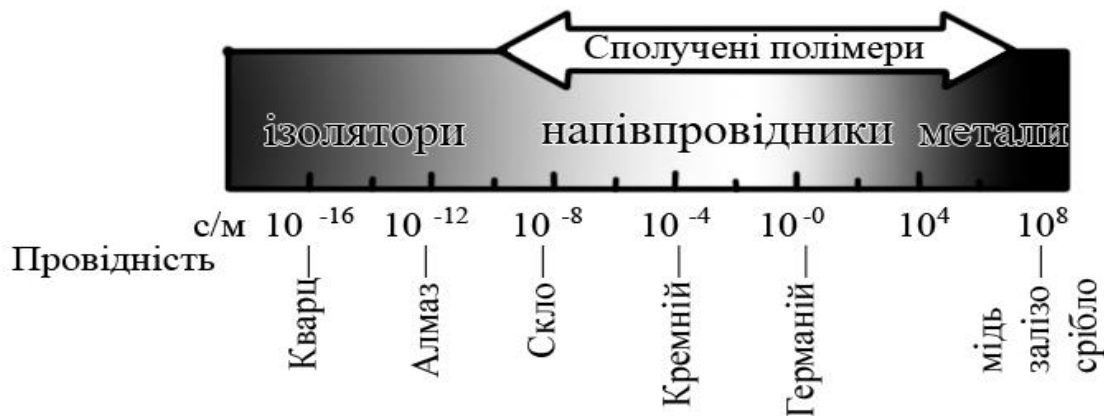 Сполучені полімери
ізолятори напівпровідники метали
с/м 10⁻¹⁶ 10⁻¹² 10⁻⁸ 10⁻⁴ 10⁻⁰ 10⁴ 10⁸
Провідність
Кварц
Алмаз
Скло
Кремній
Германій
мідь
залізо
срібло